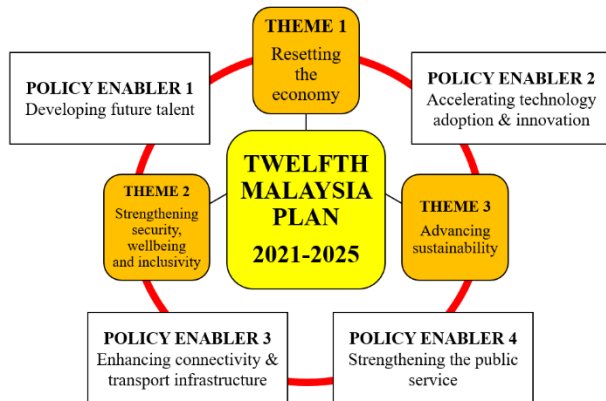 THEME 1
Resetting
the
economy
POLICY ENABLER 1
Developing future talent
POLICY ENABLER 2
Accelerating technology
adoption & innovation
TWELFTH
MALAYSIA
PLAN
2021-2025
THEME 2
Strengthening
security,
wellbeing
and inclusivity
THEME 3
Advancing
sustainability
POLICY ENABLER 3
Enhancing connectivity &
transport infrastructure
POLICY ENABLER 4
Strengthening the public
service